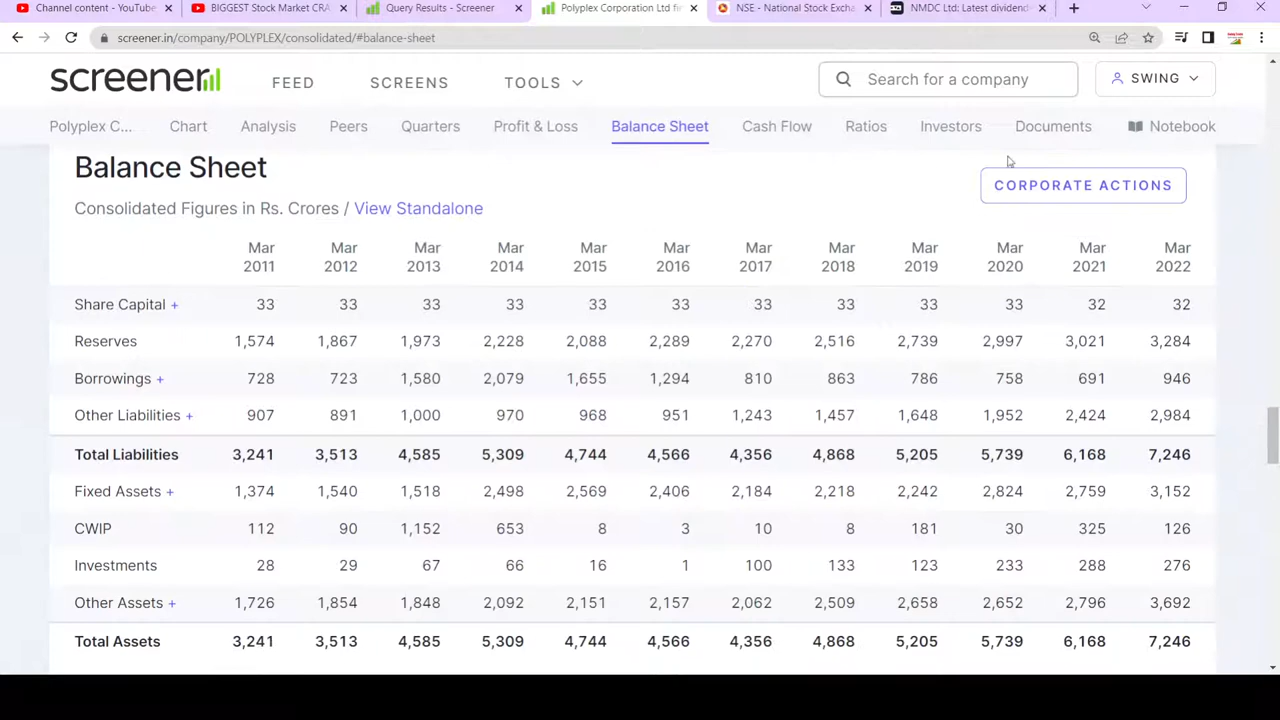 Channel content - YouTube
BIGGEST Stock Market CRA
Query Results - Screener
Polyplex Corporation Ltd fi
NSE - National Stock Excha
NMDC Ltd: Latest dividend
screener.in/company/POLYPLEX/consolidated/#balance-sheet
screener FEED SCREENS TOOLS Search for a company SWING
Polyplex C... Chart Analysis Peers Quarters Profit & Loss Balance Sheet Cash Flow Ratios Investors Documents Notebook
Balance Sheet
CORPORATE ACTIONS
Consolidated Figures in Rs. Crores / View Standalone
Mar Mar Mar Mar Mar Mar Mar Mar Mar Mar Mar Mar
2011 2012 2013 2014 2015 2016 2017 2018 2019 2020 2021 2022
Share Capital + 33 33 33 33 33 33 33 33 33 33 32 32
Reserves 1,574 1,867 1,973 2,228 2,088 2,289 2,270 2,516 2,739 2,997 3,021 3,284
Borrowings + 728 723 1,580 2,079 1,655 1,294 810 863 786 758 691 946
Other Liabilities + 907 891 1,000 970 968 951 1,243 1,457 1,648 1,952 2,424 2,984
Total Liabilities 3,241 3,513 4,585 5,309 4,744 4,566 4,356 4,868 5,205 5,739 6,168 7,246
Fixed Assets + 1,374 1,540 1,518 2,498 2,569 2,406 2,184 2,218 2,242 2,824 2,759 3,152
CWIP 112 90 1,152 653 8 3 10 8 181 30 325 126
Investments 28 29 67 66 16 1 100 133 123 233 288 276
Other Assets + 1,726 1,854 1,848 2,092 2,151 2,157 2,062 2,509 2,658 2,652 2,796 3,692
Total Assets 3,241 3,513 4,585 5,309 4,744 4,566 4,356 4,868 5,205 5,739 6,168 7,246